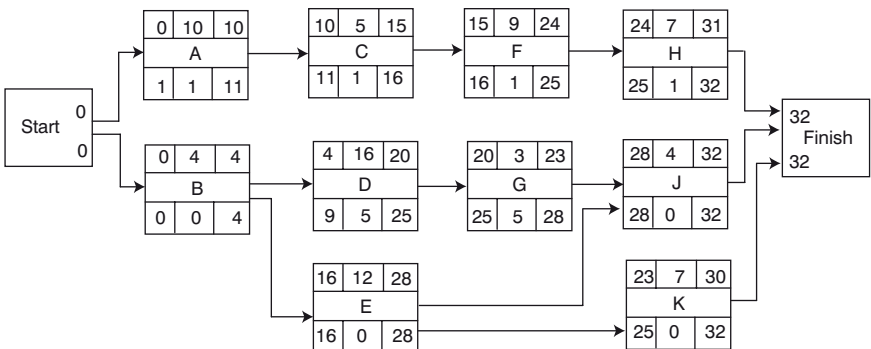 Start
0
0
0 10 10
A
1 1 11
10 5 15
C
11 1 16
15 9 24
F
16 1 25
24 7 31
H
25 1 32
0 4 4
B
0 0 4
4 16 20
D
9 5 25
20 3 23
G
25 5 28
28 4 32
J
28 0 32
16 12 28
E
16 0 28
23 7 30
K
25 0 32
32
Finish
32